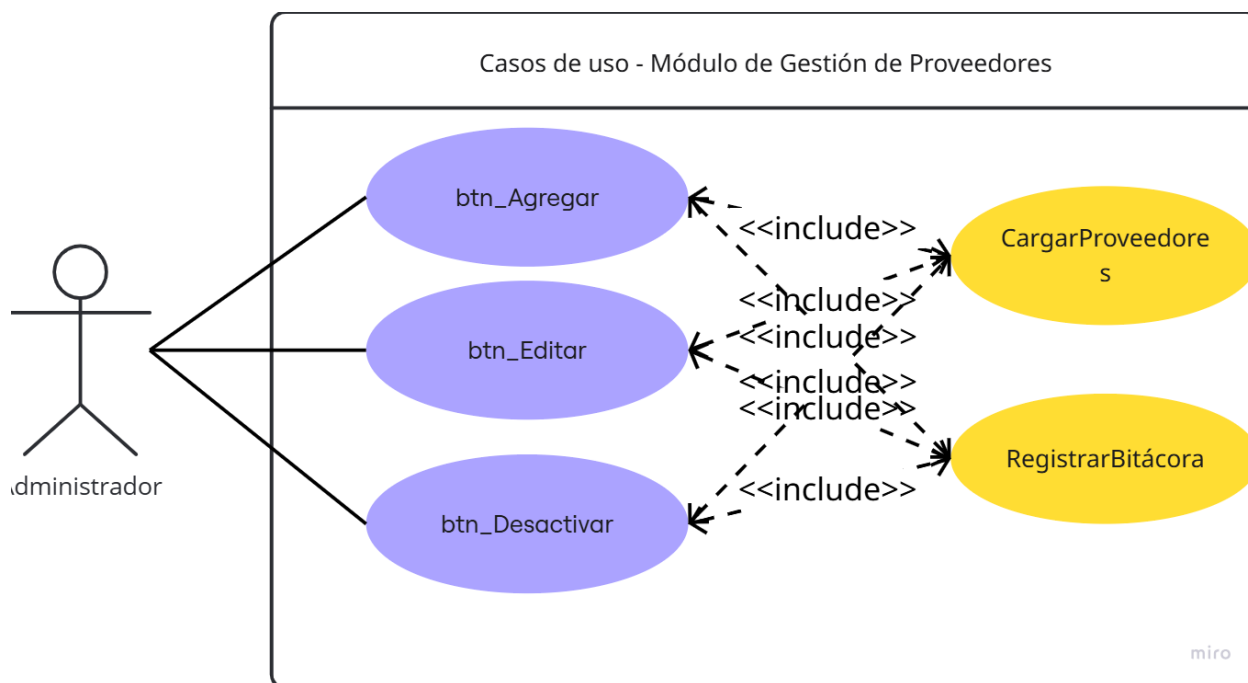 Casos de uso - Módulo de Gestión de Proveedores
btn_Agregar
<<include>>
CargarProveedore
s
<<include>>
<<include>>
btn_Editar
<<include>>
<<include>>
RegistrarBitácora
dministrador
<<include>>
btn_Desactivar
miro